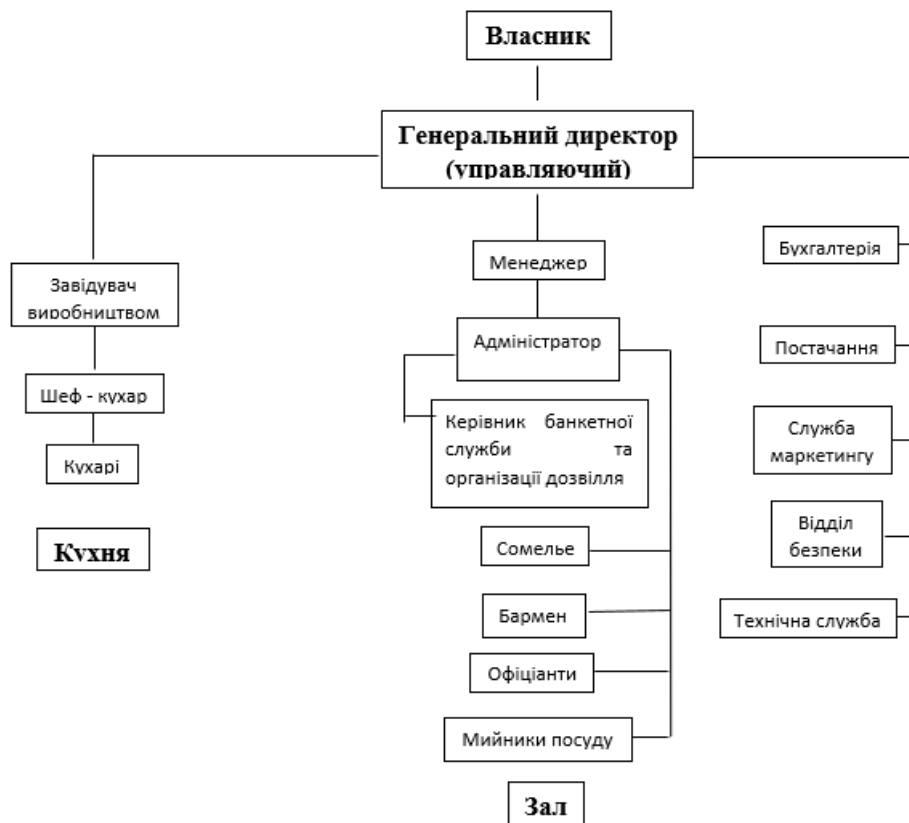 Власник
Генеральний директор
(управляючий)
Менеджер
Бухгалтерія
Завідувач
виробництвом
Адміністратор
Постачання
Шеф - кухар
Керівник банкетної
служби та
організації дозвілля
Служба
маркетингу
Кухарі
Кухня
Відділ
безпеки
Сомелье
Бармен
Технічна служба
Офіціанти
Мийники посуду
Зал